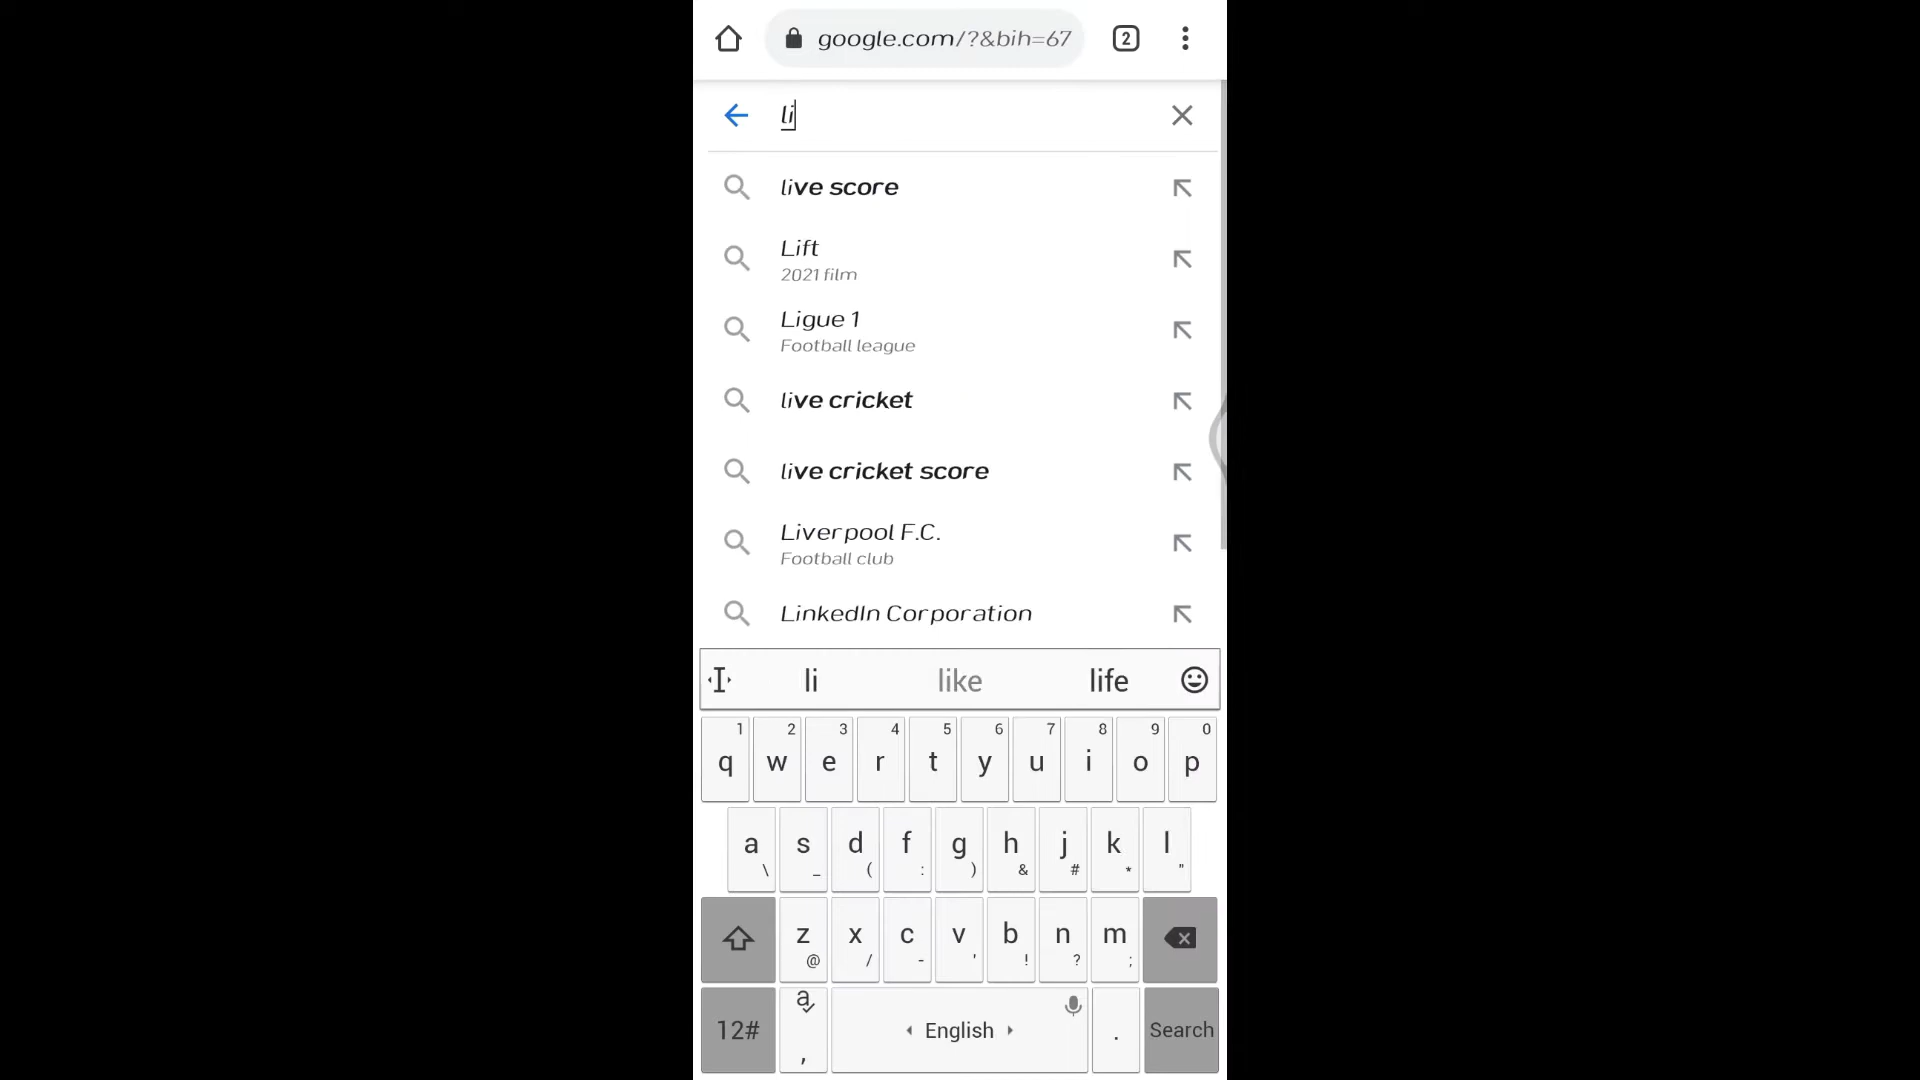 google.com/?&bih=67
2
li
live score
Lift
2021 film
Ligue 1
Football league
live cricket
live cricket score
Liverpool F.C.
Football club
LinkedIn Corporation
li like life
1 2 3 4 5 6 7 8 9 0
q w e r t y u i o p
a s d f g h j k l
\ _ ( : ) & # * "
z x c v b n m
@ / - ' ! ? ;
12# a , English . Search